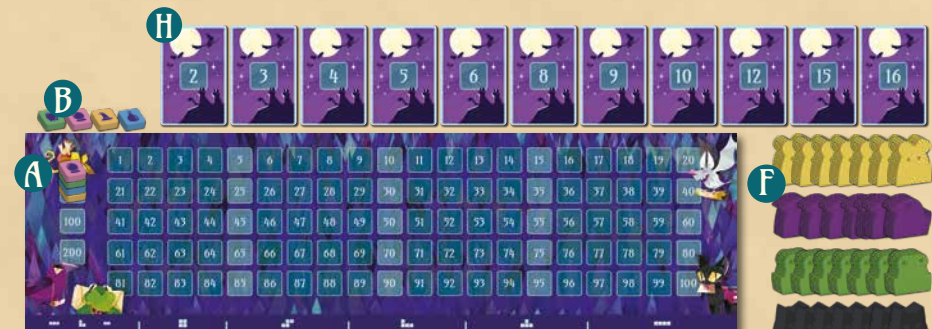 H
2 3 4 5 6 8 9 10 12 15 16
B
A
F
1 2 3 4 5 6 7 8 9 10 11 12 13 14 15 16 17 18 19 20
21 22 23 24 25 26 27 28 29 30 31 32 33 34 35 36 37 38 39 40
100 41 42 43 44 45 46 47 48 49 50 51 52 53 54 55 56 57 58 59 60
200 61 62 63 64 65 66 67 68 69 70 71 72 73 74 75 76 77 78 79 80
81 82 83 84 85 86 87 88 89 90 91 92 93 94 95 96 97 98 99 100